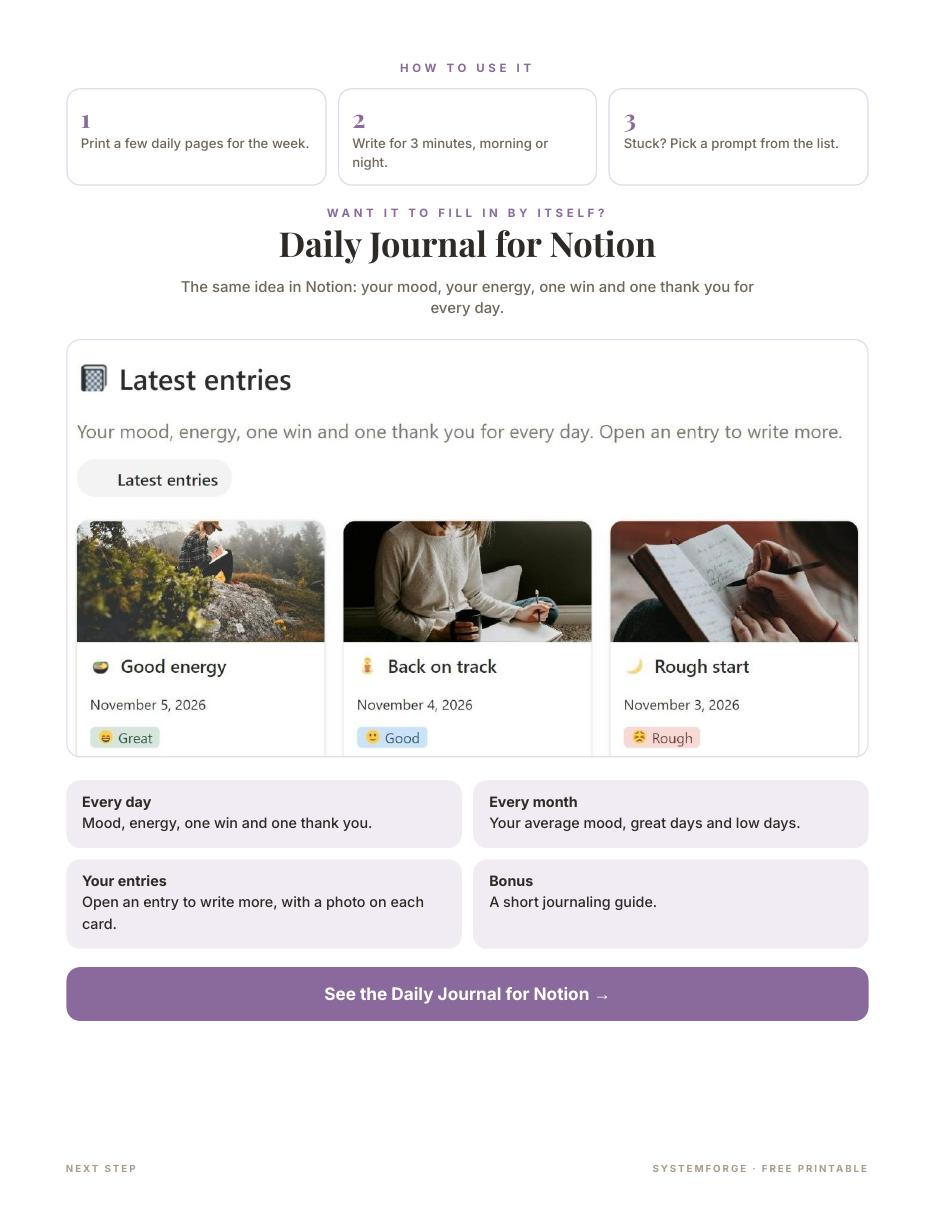 HOW TO USE IT
1
Print a few daily pages for the week.
2
Write for 3 minutes, morning or
night.
3
Stuck? Pick a prompt from the list.
WANT IT TO FILL IN BY ITSELF?
Daily Journal for Notion
The same idea in Notion: your mood, your energy, one win and one thank you for
every day.
Latest entries
Your mood, energy, one win and one thank you for every day. Open an entry to write more.
Latest entries
Good energy
November 5, 2026
Great
Back on track
November 4, 2026
Good
Rough start
November 3, 2026
Rough
Every day
Mood, energy, one win and one thank you.
Every month
Your average mood, great days and low days.
Your entries
Open an entry to write more, with a photo on each
card.
Bonus
A short journaling guide.
See the Daily Journal for Notion →
NEXT STEP
SYSTEMFORGE · FREE PRINTABLE